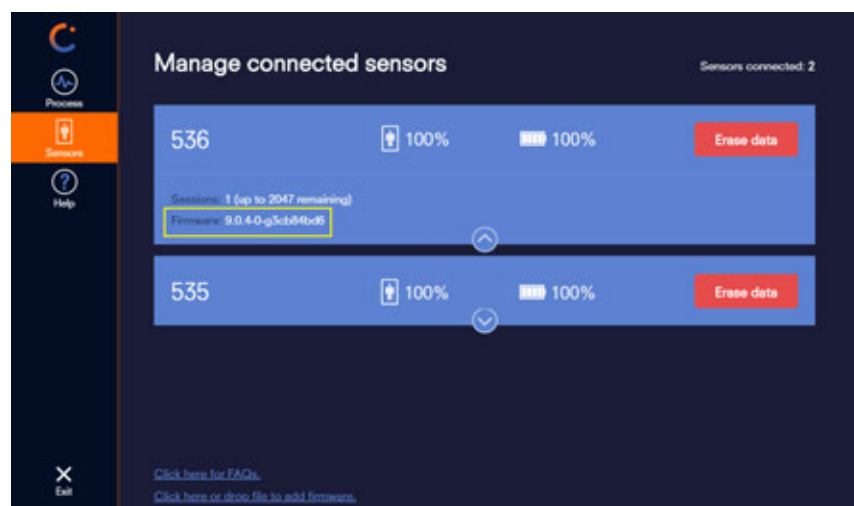 Manage connected sensors
Sensors connected: 2
Process
Sensors
Help
Exit
536
100%
100%
Erase data
Sessions: 1 (up to 2047 remaining)
Firmware: 9.0.4-0-g3cb84bd6
535
100%
100%
Erase data
Click here for FAQs.
Click here or drop file to add firmware.